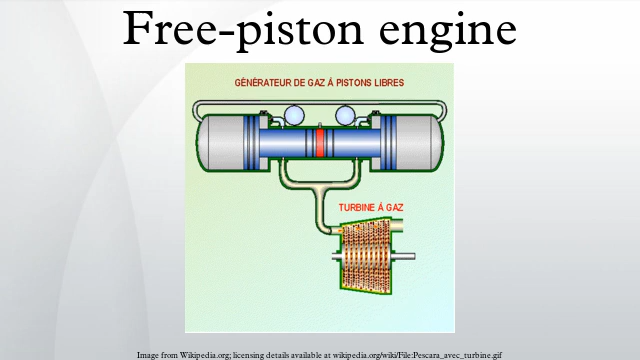 Free-piston engine
GÉNÉRATEUR DE GAZ Á PISTONS LIBRES
TURBINE Á GAZ
Image from Wikipedia.org; licensing details available at wikipedia.org/wiki/File:Pescara_avec_turbine.gif